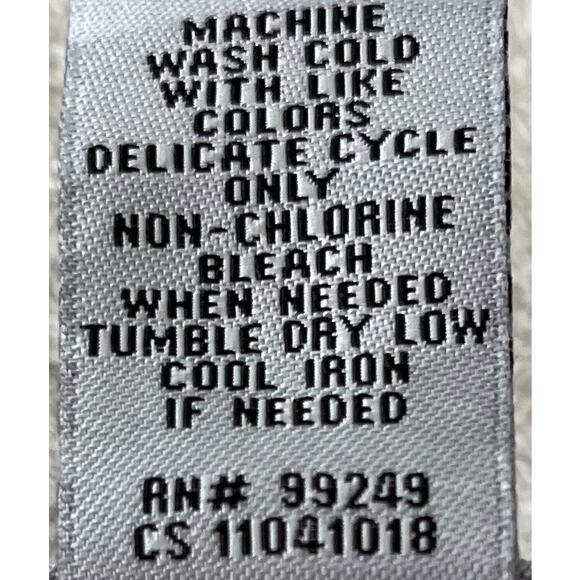 MACHINE
WASH COLD
WITH LIKE
COLORS
DELICATE CYCLE
ONLY
NON-CHLORINE
BLEACH
WHEN NEEDED
TUMBLE DRY LOW
COOL IRON
IF NEEDED
RN# 99249
CS 11041018